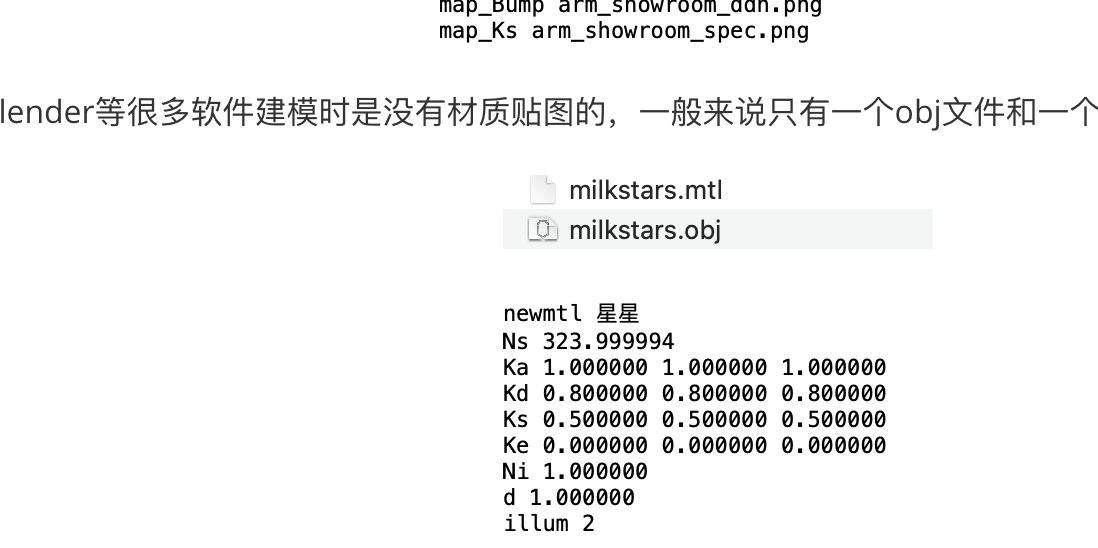 map_Bump arm_showroom_ddn.png
map_Ks arm_showroom_spec.png
lender等很多软件建模时是没有材质贴图的，一般来说只有一个obj文件和一个
milkstars.mtl
milkstars.obj
newmtl 星星
Ns 323.999994
Ka 1.000000 1.000000 1.000000
Kd 0.800000 0.800000 0.800000
Ks 0.500000 0.500000 0.500000
Ke 0.000000 0.000000 0.000000
Ni 1.000000
d 1.000000
illum 2